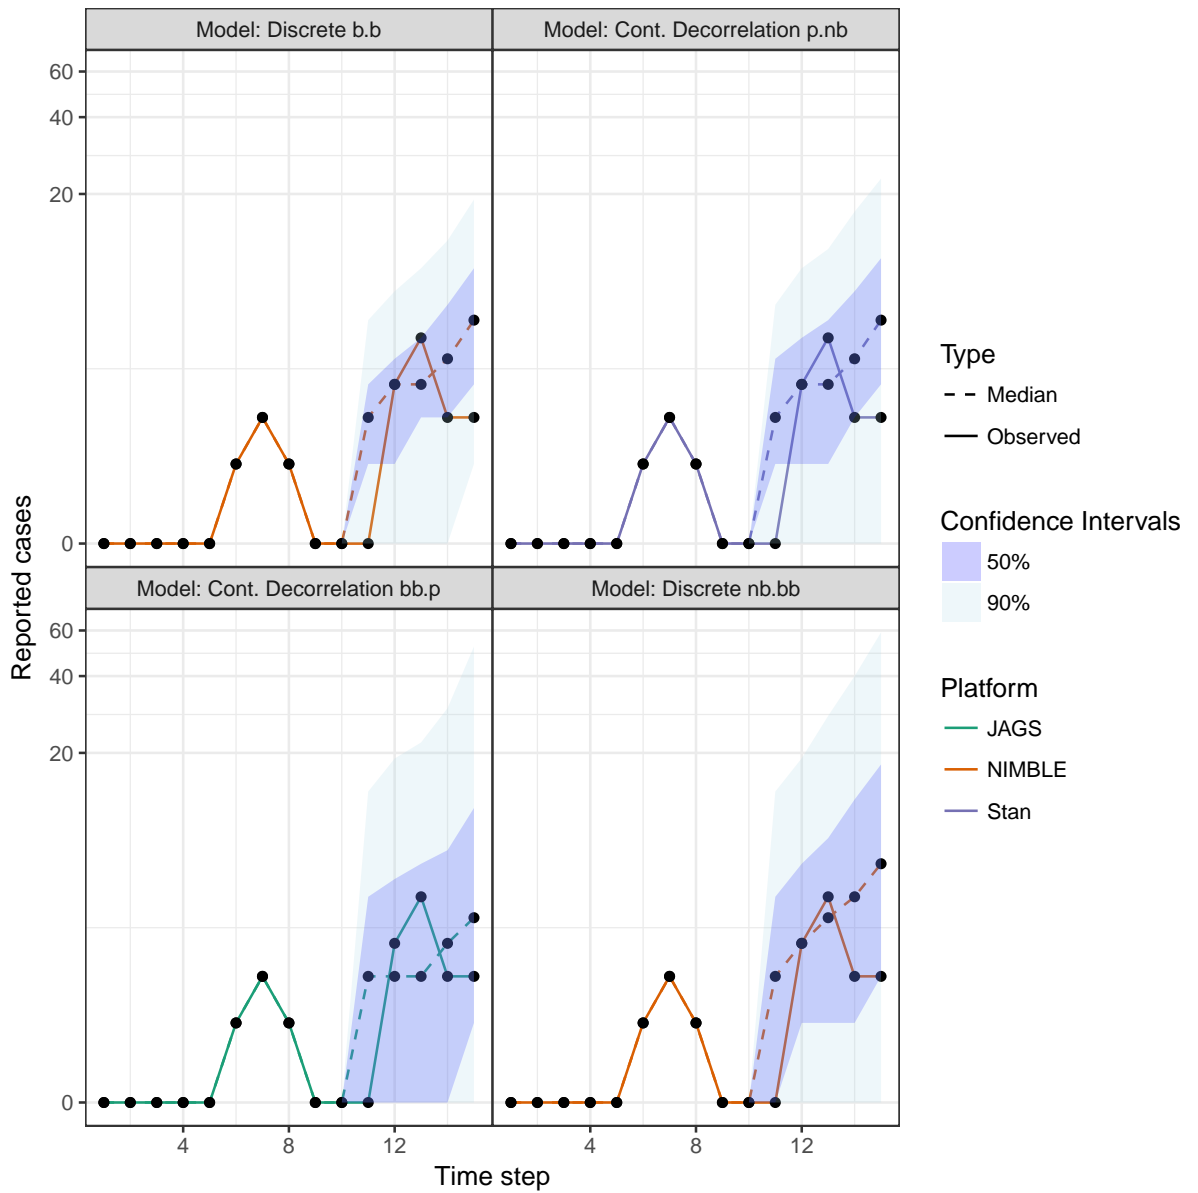 Model: Discrete b.b
Model: Cont. Decorrelation p.nb
60
40
20
0
Model: Cont. Decorrelation bb.p
Model: Discrete nb.bb
60
40
20
0
4
8
12
4
8
12
Time step
Reported cases
Type
Median
Observed
Confidence Intervals
50%
90%
Platform
JAGS
NIMBLE
Stan